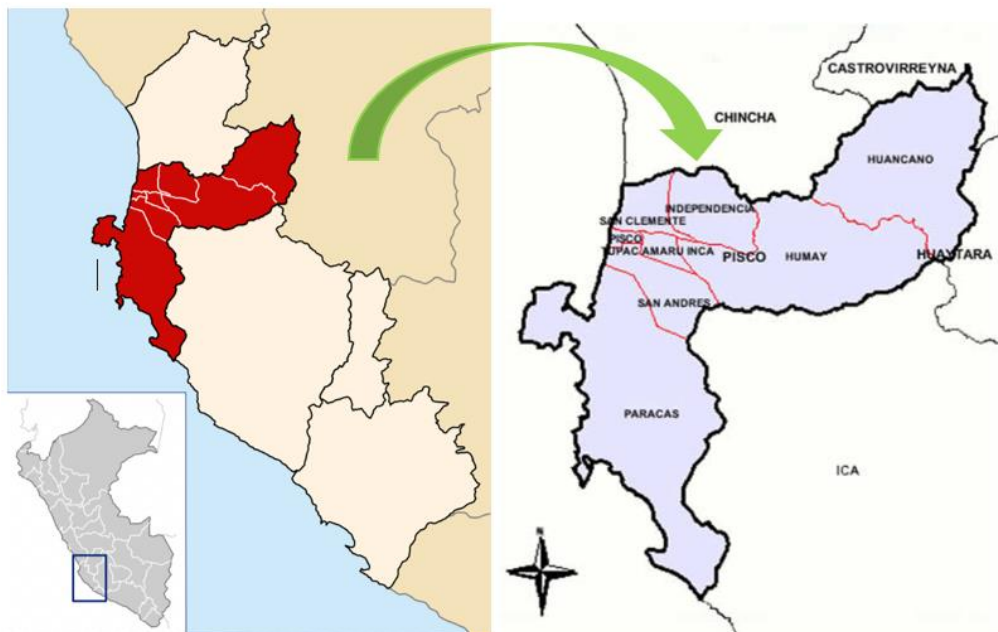 CASTROVIRREYNA
CHINCHA
HUANCANO
INDEPENDENCIA
SAN CLEMENTE
PISCO
TUPAC AMARU INCA
PISCO
HUMAY
HUAYTARA
SAN ANDRES
PARACAS
ICA
N